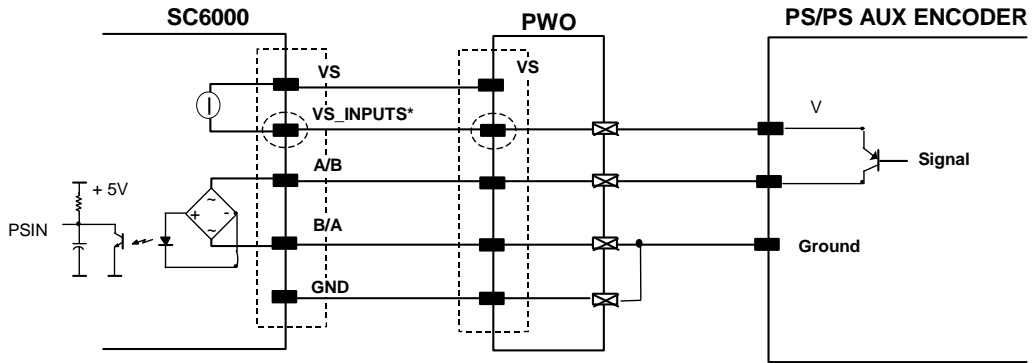 SC6000
PWO
PS/PS AUX ENCODER
VS
VS
VS_INPUTS*
V
A/B
Signal
+ 5V
PSIN
+
~
-
~
B/A
Ground
GND